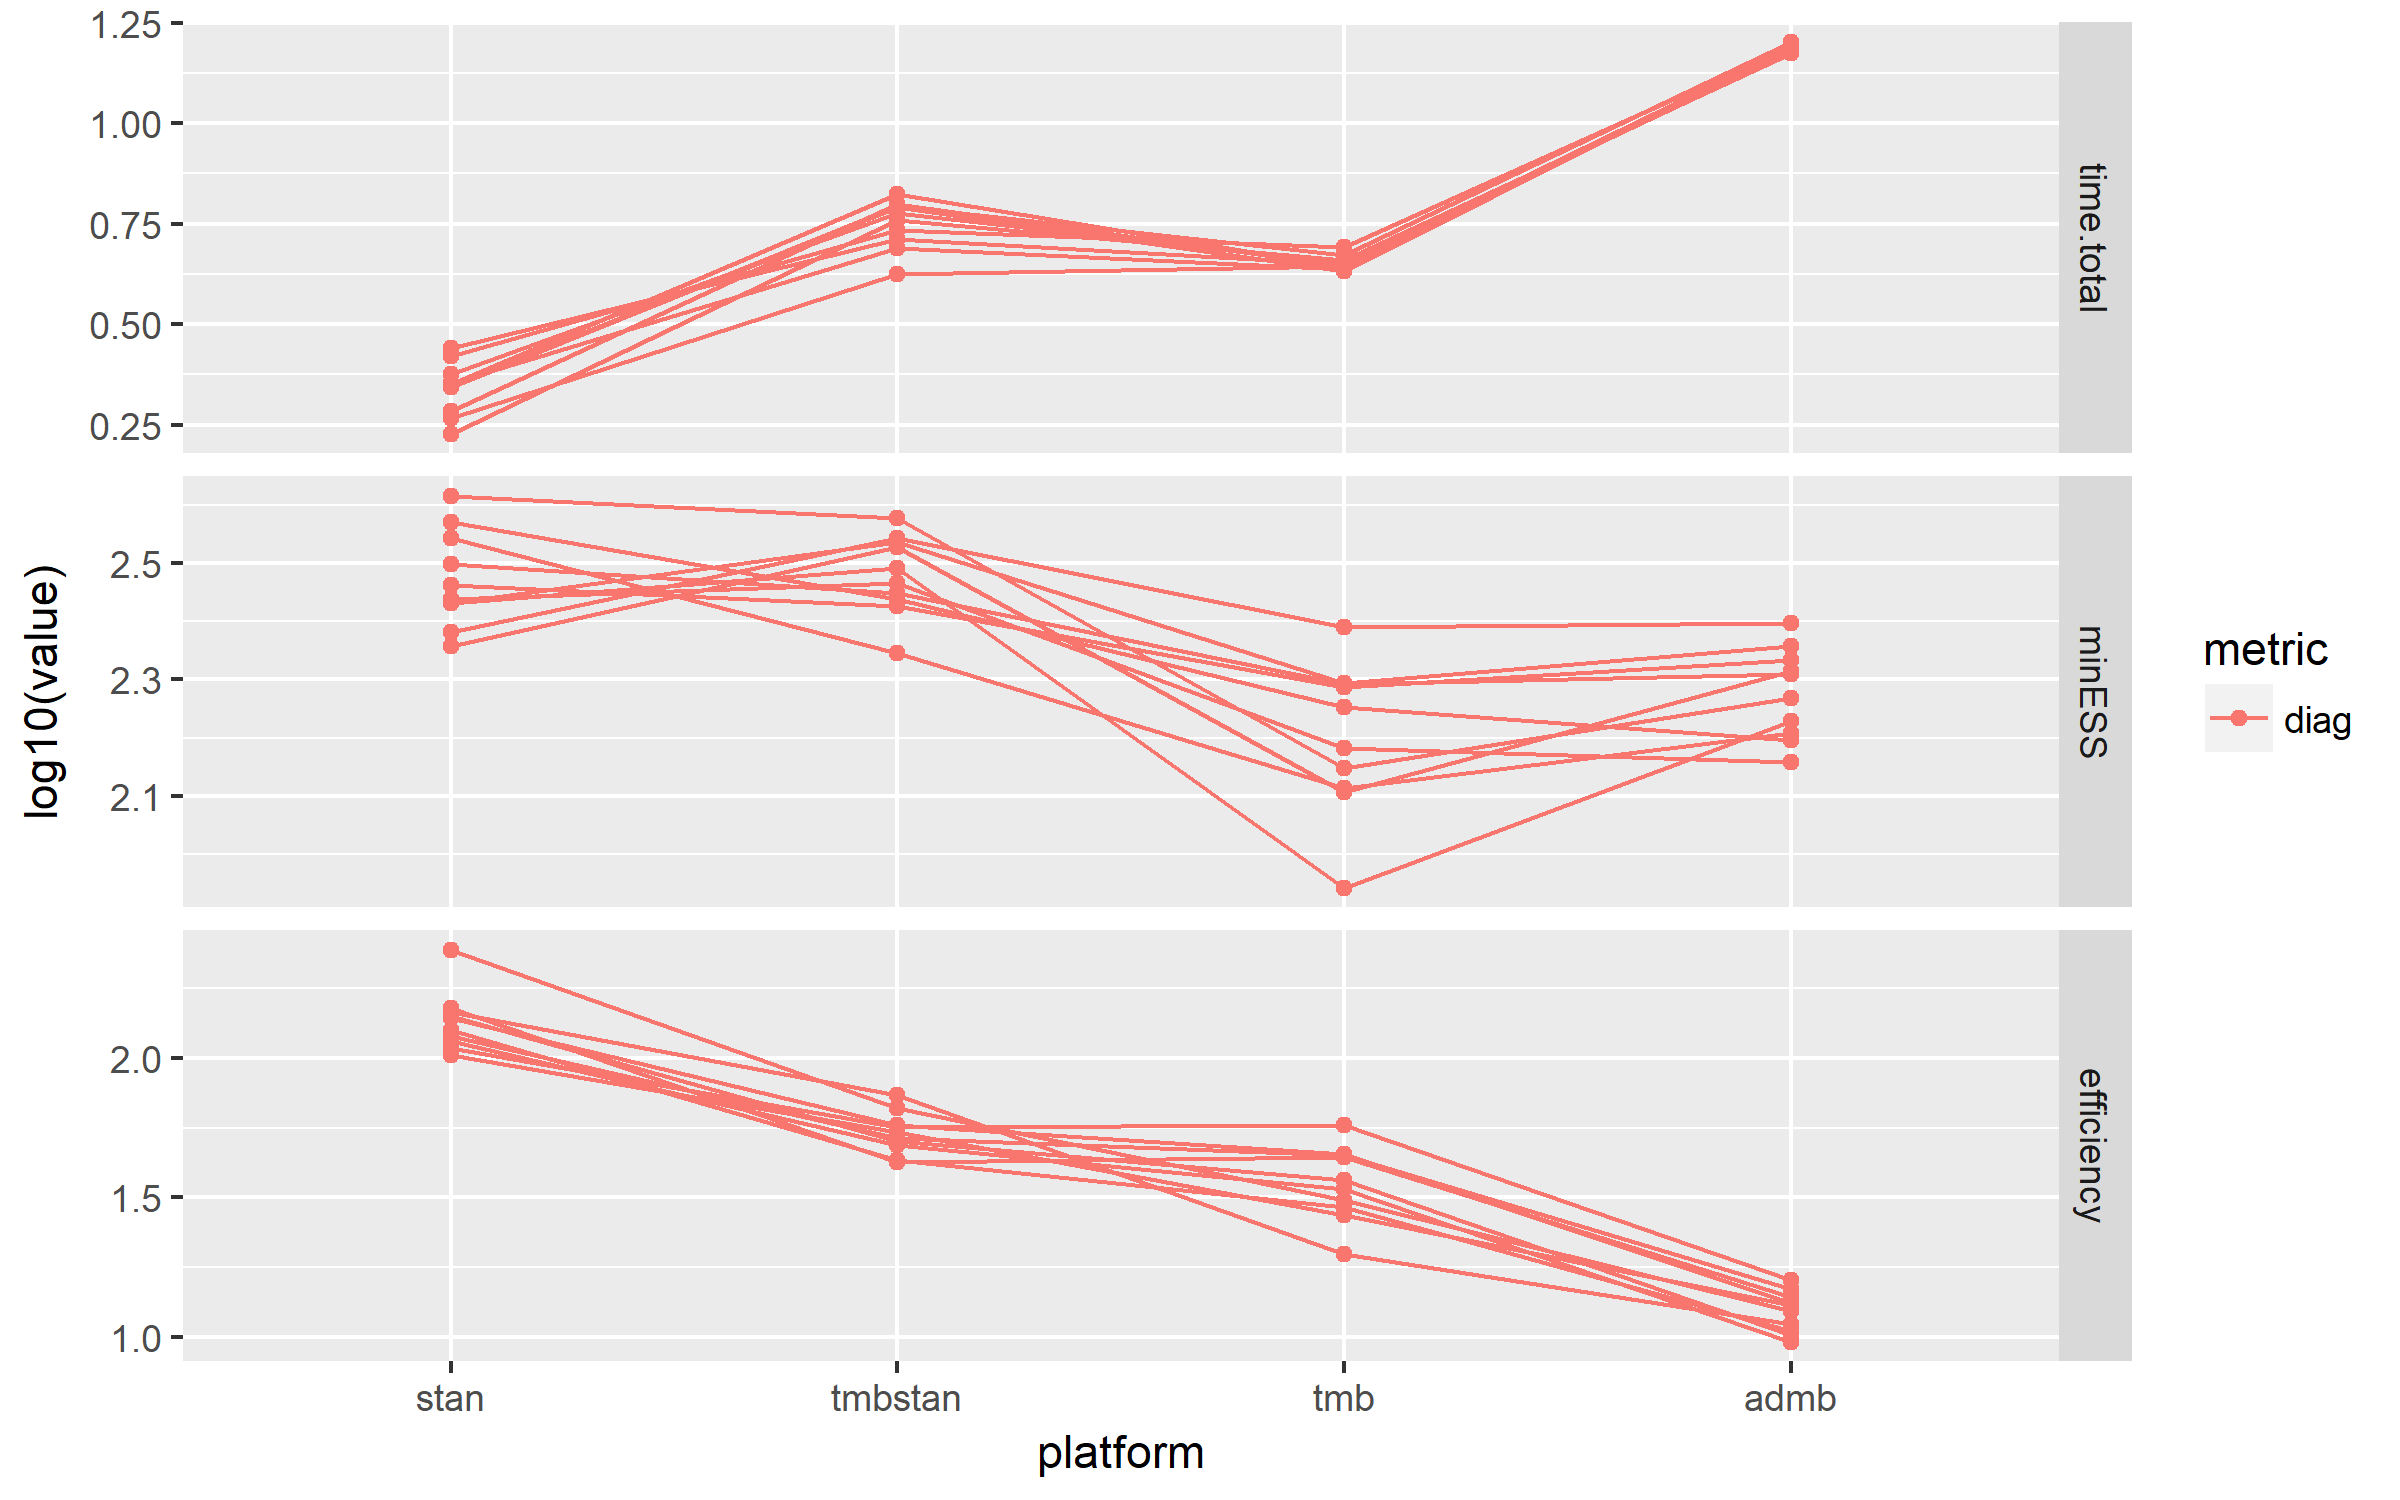 log10(value)
1.25
1.00
0.75
0.50
0.25
time.total
2.5
2.3
2.1
minESS
2.0
1.5
1.0
efficiency
stan
tmbstan
tmb
admb
platform
metric
diag